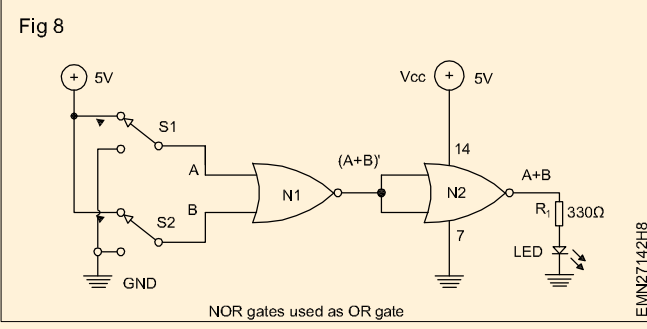 Fig 8
+ 5V
Vcc + 5V
S1
14
(A+B)'
A+B
A
N1
N2
B
R1 330Ω
S2
7
LED
GND
NOR gates used as OR gate
EMN27142H8